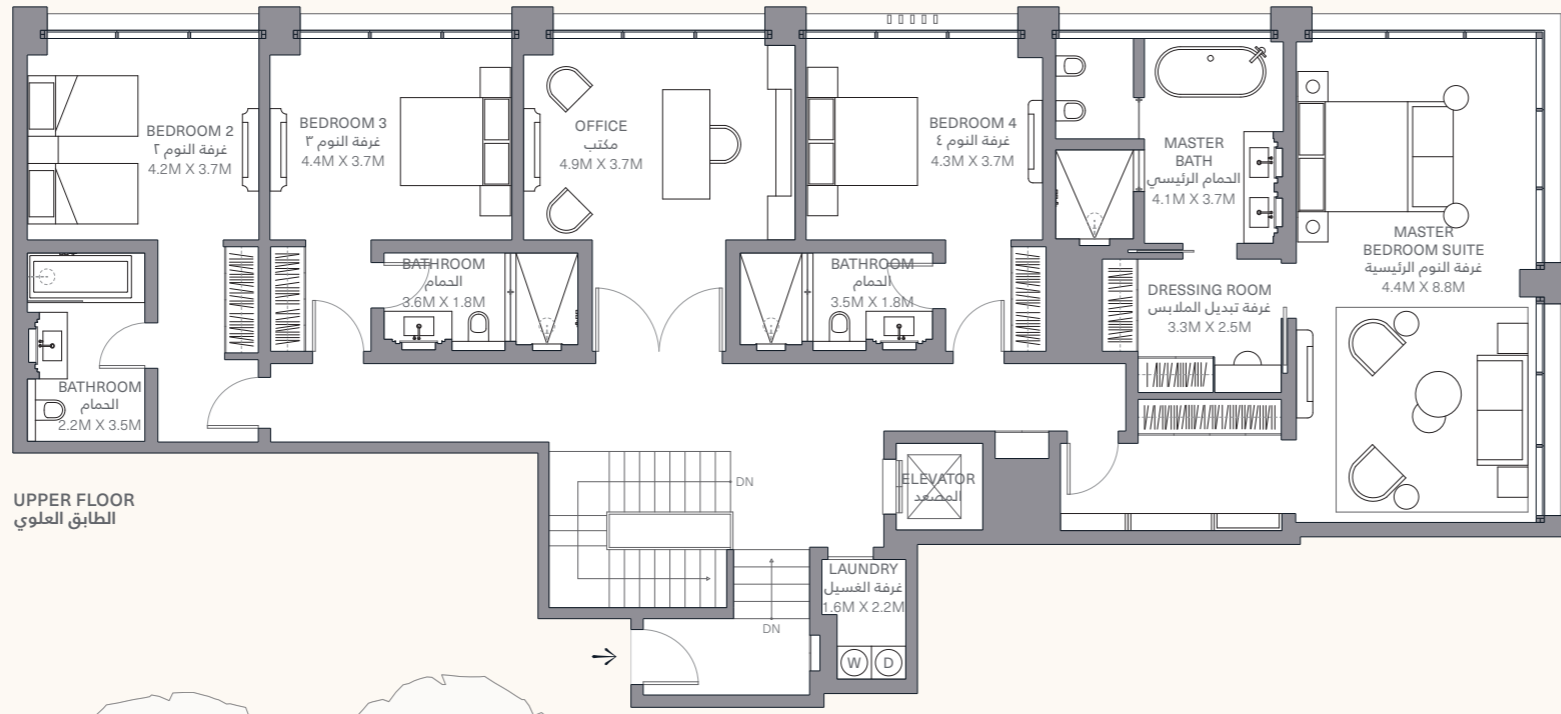 BEDROOM 2
غرفة النوم ٢
4.2M X 3.7M
BEDROOM 3
غرفة النوم ٣
4.4M X 3.7M
OFFICE
مكتب
4.9M X 3.7M
BEDROOM 4
غرفة النوم ٤
4.3M X 3.7M
MASTER
BATH
الحمام الرئيسي
4.1M X 3.7M
MASTER
BEDROOM SUITE
غرفة النوم الرئيسية
4.4M X 8.8M
BATHROOM
الحمام
3.6M X 1.8M
BATHROOM
الحمام
3.5M X 1.8M
DRESSING ROOM
غرفة تبديل الملابس
3.3M X 2.5M
BATHROOM
الحمام
2.2M X 3.5M
UPPER FLOOR
الطابق العلوي
DN
ELEVATOR
المصعد
LAUNDRY
غرفة الغسيل
1.6M X 2.2M
DN
W D